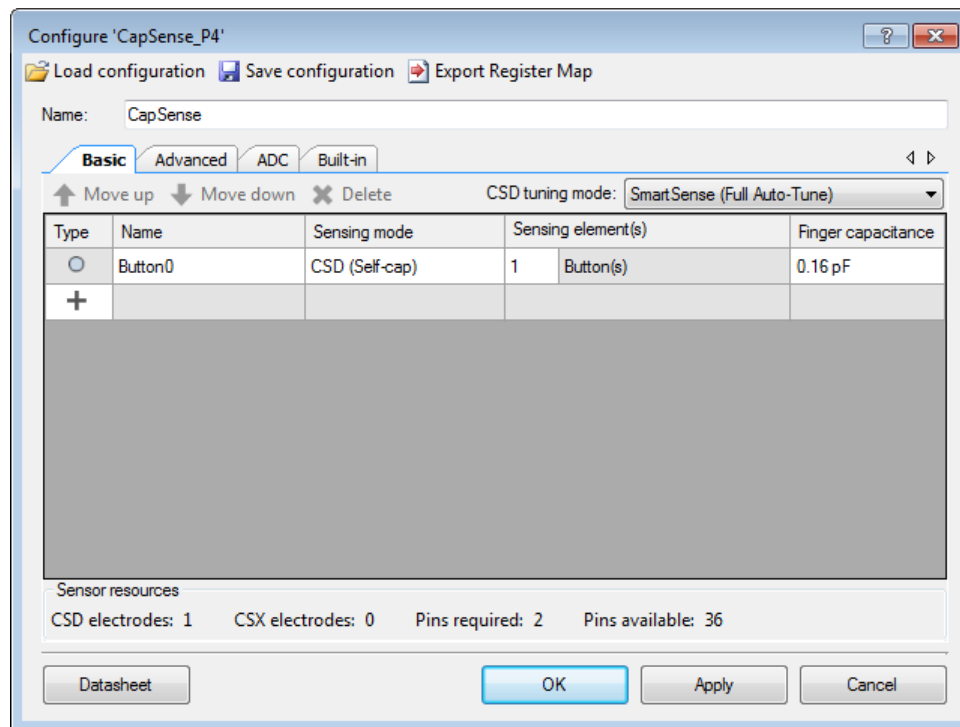 Configure 'CapSense_P4'
Load configuration Save configuration Export Register Map
Name: CapSense
Basic Advanced ADC Built-in
Move up Move down Delete CSD tuning mode: SmartSense (Full Auto-Tune)
Type Name Sensing mode Sensing element(s) Finger capacitance
Button0 CSD (Self-cap) 1 Button(s) 0.16 pF
Sensor resources
CSD electrodes: 1 CSX electrodes: 0 Pins required: 2 Pins available: 36
Datasheet OK Apply Cancel